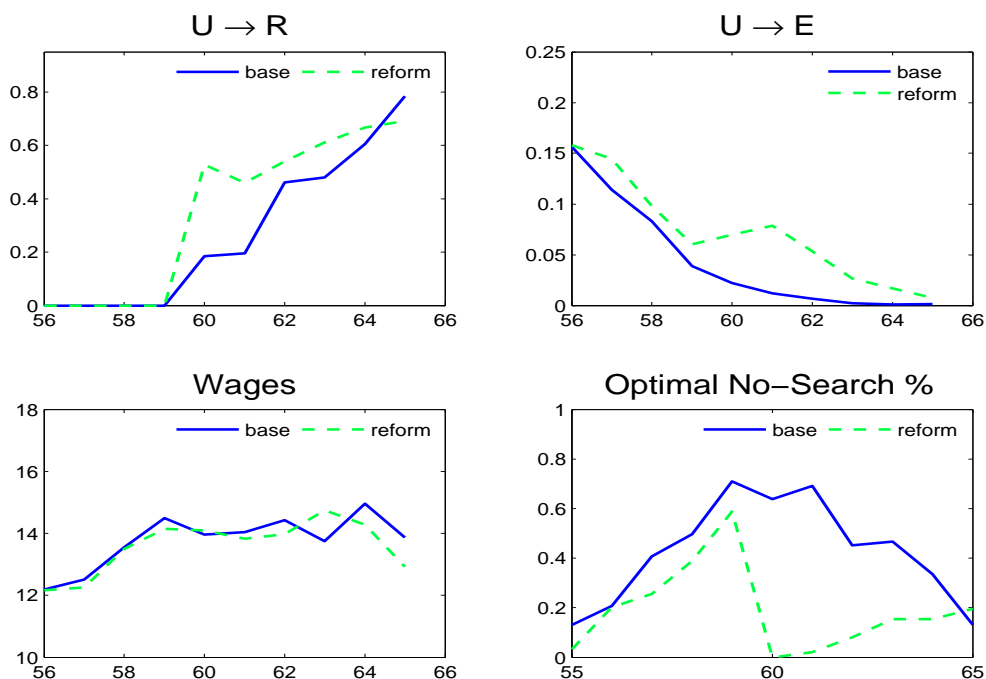 U → R
base reform
0.8
0.6
0.4
0.2
0
56 58 60 62 64 66
U → E
0.25
base
reform
0.2
0.15
0.1
0.05
0
56 58 60 62 64 66
Wages
18
base reform
16
14
12
10
56 58 60 62 64 66
Optimal No−Search %
1
base reform
0.8
0.6
0.4
0.2
0
55 60 65